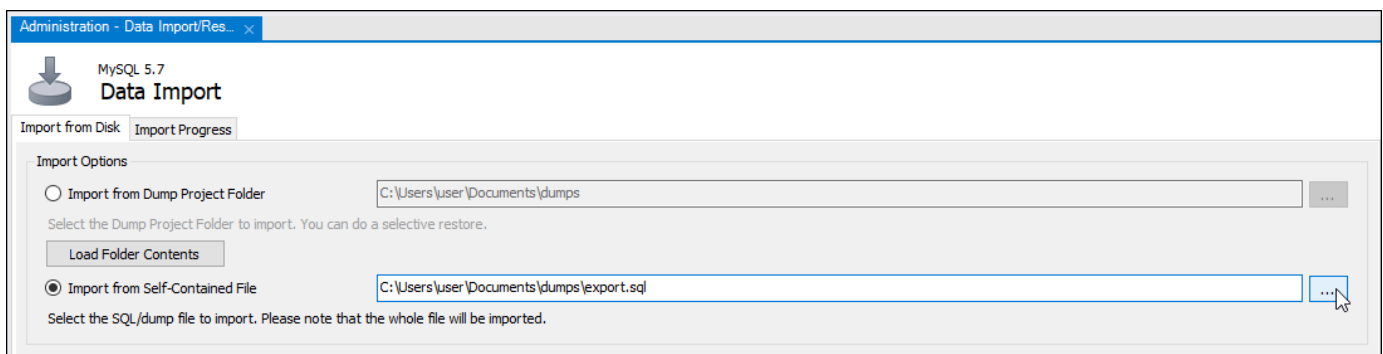 Administration - Data Import/Res... ×
MySQL 5.7
Data Import
Import from Disk Import Progress
Import Options
Import from Dump Project Folder C:\Users\user\Documents\dumps ...
Select the Dump Project Folder to import. You can do a selective restore.
Load Folder Contents
Import from Self-Contained File C:\Users\user\Documents\dumps\export.sql ...
Select the SQL/dump file to import. Please note that the whole file will be imported.